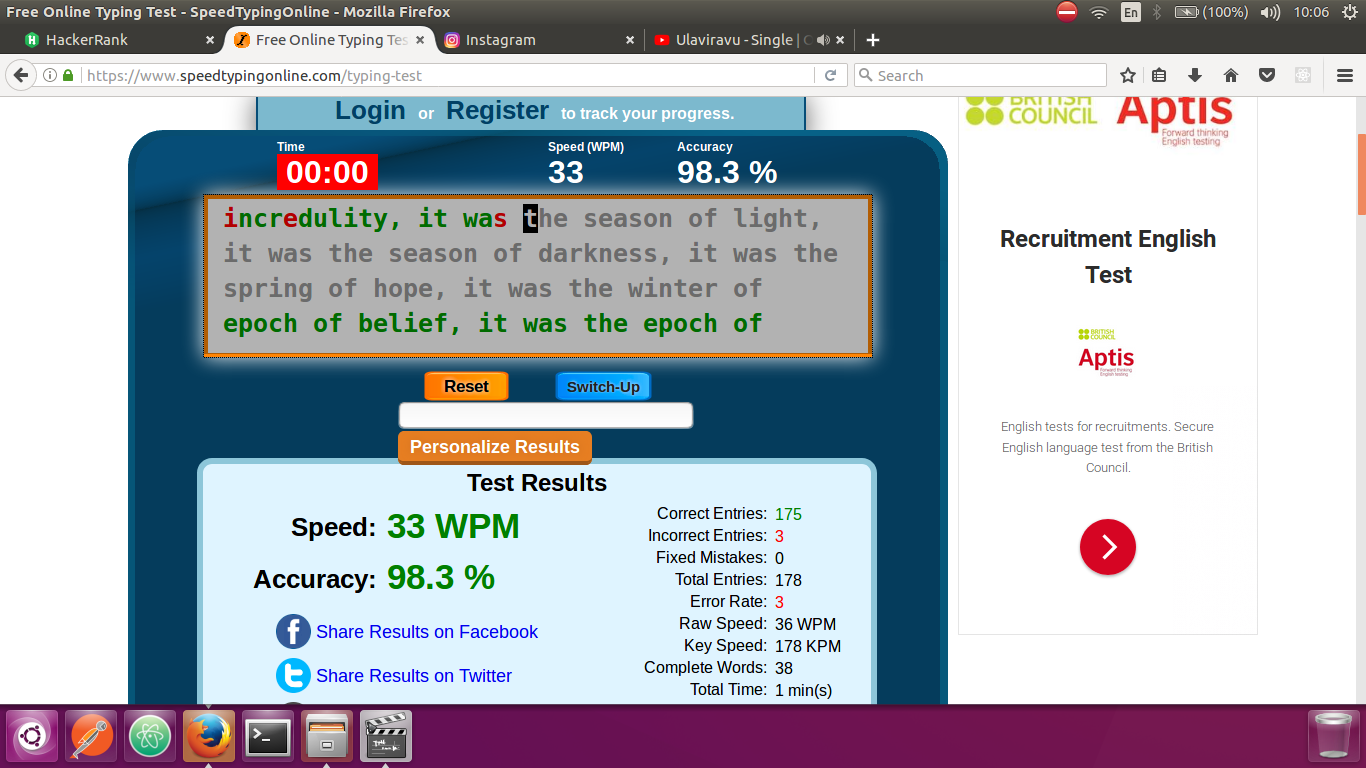 Free Online Typing Test - SpeedTypingOnline - Mozilla Firefox
En
(100%)
10:06
HackerRank
Free Online Typing Tes
Instagram
Ulaviravu - Single |
https://www.speedtypingonline.com/typing-test
Search
Login or Register to track your progress.
Time
Speed (WPM)
Accuracy
00:00
33
98.3 %
incredulity, it was the season of light,
it was the season of darkness, it was the
spring of hope, it was the winter of
epoch of belief, it was the epoch of
Reset
Switch-Up
Personalize Results
Test Results
Speed: 33 WPM
Accuracy: 98.3 %
Share Results on Facebook
Share Results on Twitter
Correct Entries: 175
Incorrect Entries: 3
Fixed Mistakes: 0
Total Entries: 178
Error Rate: 3
Raw Speed: 36 WPM
Key Speed: 178 KPM
Complete Words: 38
Total Time: 1 min(s)
BRITISH
COUNCIL
Aptis
Forward thinking
English testing
Recruitment English
Test
BRITISH
COUNCIL
Aptis
Forward thinking
English testing
English tests for recruitments. Secure
English language test from the British
Council.